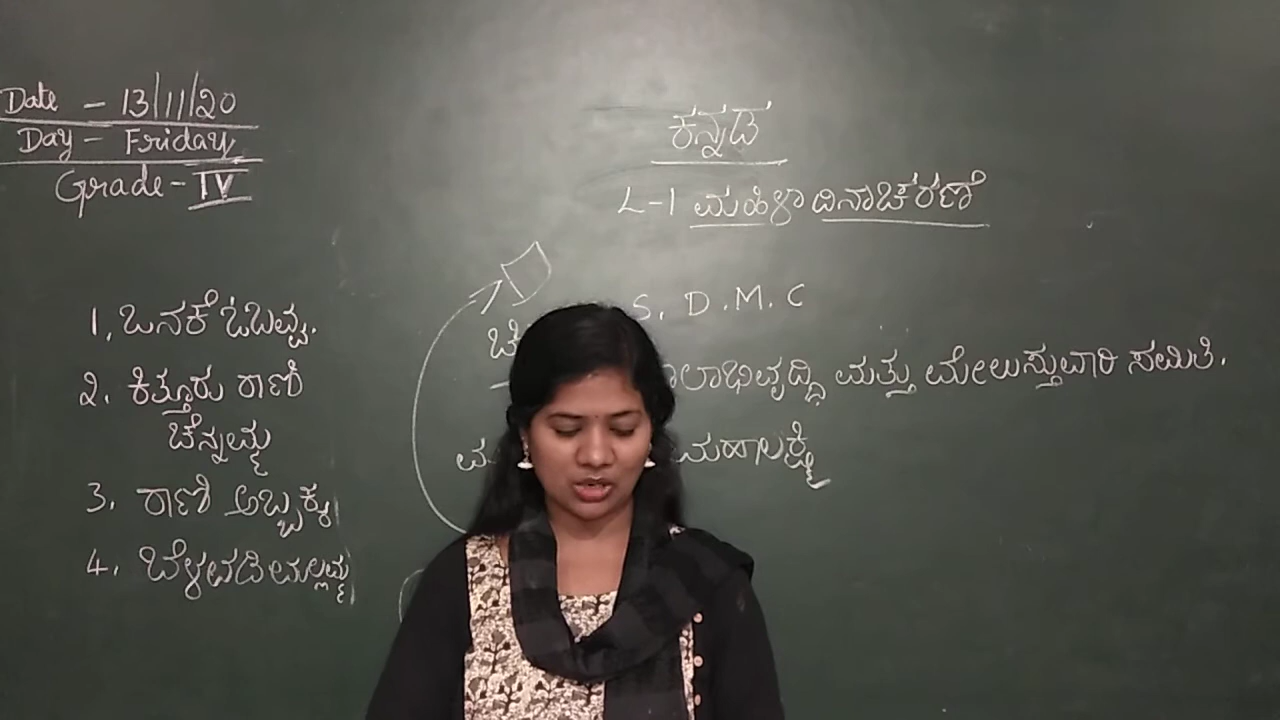 Date - 13/11/20
Day - Friday
Grade - IV
ಕನ್ನಡ
L-1 ಮಹಿಳಾ ದಿನಾಚರಣೆ
1. ಒನಕೆ ಓಬವ್ವ.
2. ಕಿತ್ತೂರು ರಾಣಿ
ಚೆನ್ನಮ್ಮ
3. ರಾಣಿ ಅಬ್ಬಕ್ಕ
4. ಬೆಳವಡಿ ಮಲ್ಲಮ್ಮ
S. D. M. C
ಮತ್ತು ಮೇಲುಸ್ತುವಾರಿ ಸಮಿತಿ.
ಮಹಾಲಕ್ಷ್ಮಿ